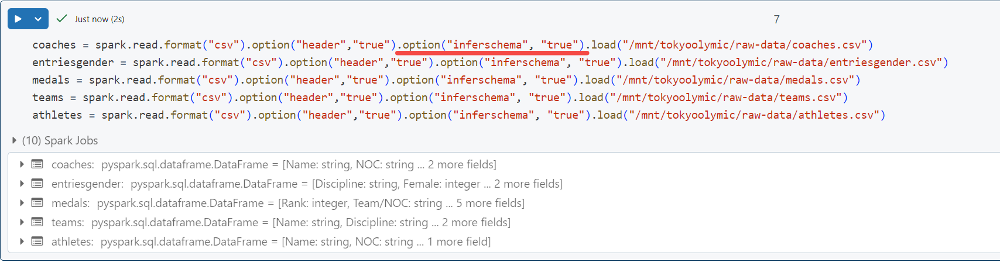 Just now (2s)
7
coaches = spark.read.format("csv").option("header","true").option("inferschema", "true").load("/mnt/tokyoolymic/raw-data/coaches.csv")
entriesgender = spark.read.format("csv").option("header","true").option("inferschema", "true").load("/mnt/tokyoolymic/raw-data/entriesgender.csv")
medals = spark.read.format("csv").option("header","true").option("inferschema", "true").load("/mnt/tokyoolymic/raw-data/medals.csv")
teams = spark.read.format("csv").option("header","true").option("inferschema", "true").load("/mnt/tokyoolymic/raw-data/teams.csv")
athletes = spark.read.format("csv").option("header","true").option("inferschema", "true").load("/mnt/tokyoolymic/raw-data/athletes.csv")
(10) Spark Jobs
coaches: pyspark.sql.dataframe.DataFrame = [Name: string, NOC: string ... 2 more fields]
entriesgender: pyspark.sql.dataframe.DataFrame = [Discipline: string, Female: integer ... 2 more fields]
medals: pyspark.sql.dataframe.DataFrame = [Rank: integer, Team/NOC: string ... 5 more fields]
teams: pyspark.sql.dataframe.DataFrame = [Name: string, Discipline: string ... 2 more fields]
athletes: pyspark.sql.dataframe.DataFrame = [Name: string, NOC: string ... 1 more field]